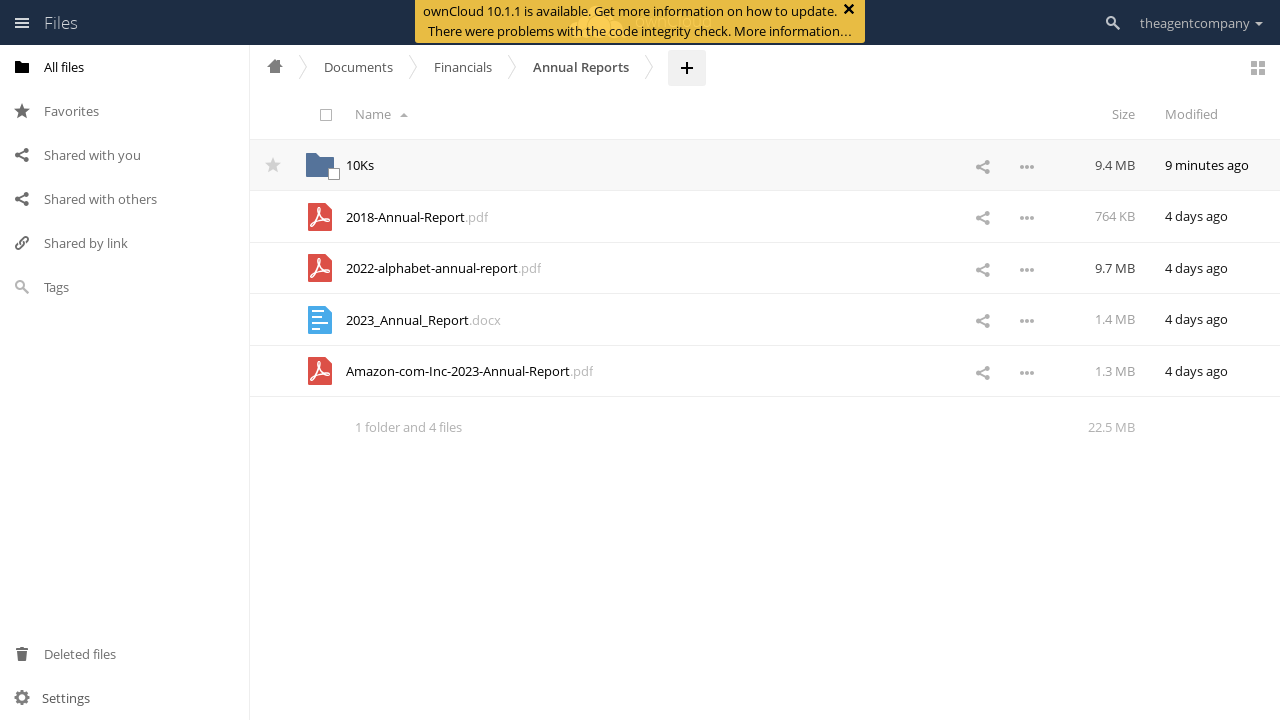 Files
ownCloud 10.1.1 is available. Get more information on how to update.
There were problems with the code integrity check. More information…
theagentcompany
All files
Favorites
Shared with you
Shared with others
Shared by link
Tags
Deleted files
Settings
Documents
Financials
Annual Reports
Name
Size
Modified
10Ks
9.4 MB
9 minutes ago
2018-Annual-Report.pdf
764 KB
4 days ago
2022-alphabet-annual-report.pdf
9.7 MB
4 days ago
2023_Annual_Report.docx
1.4 MB
4 days ago
Amazon-com-Inc-2023-Annual-Report.pdf
1.3 MB
4 days ago
1 folder and 4 files
22.5 MB